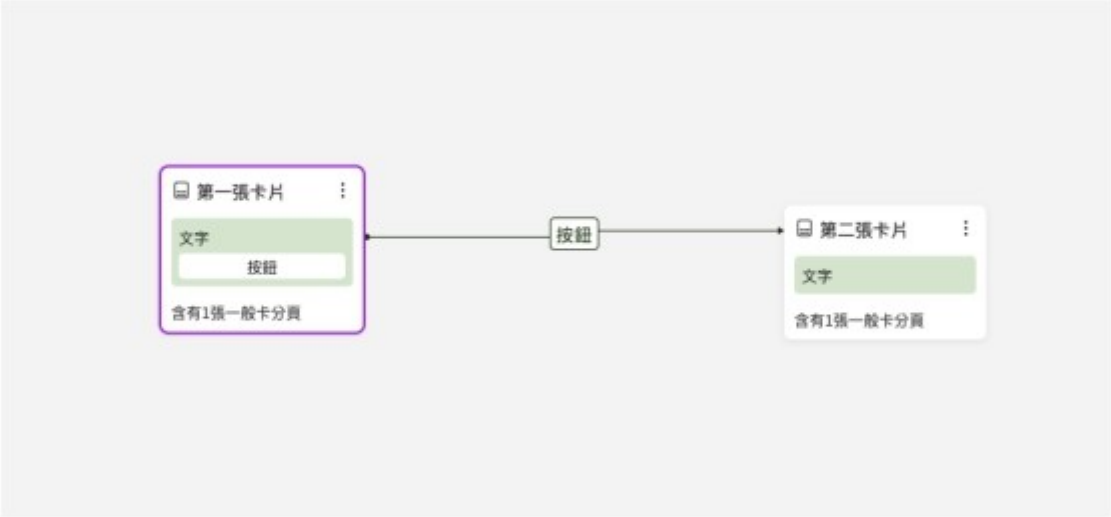 第一張卡片
文字
按鈕
含有1張一般卡分頁
按鈕
第二張卡片
文字
含有1張一般卡分頁